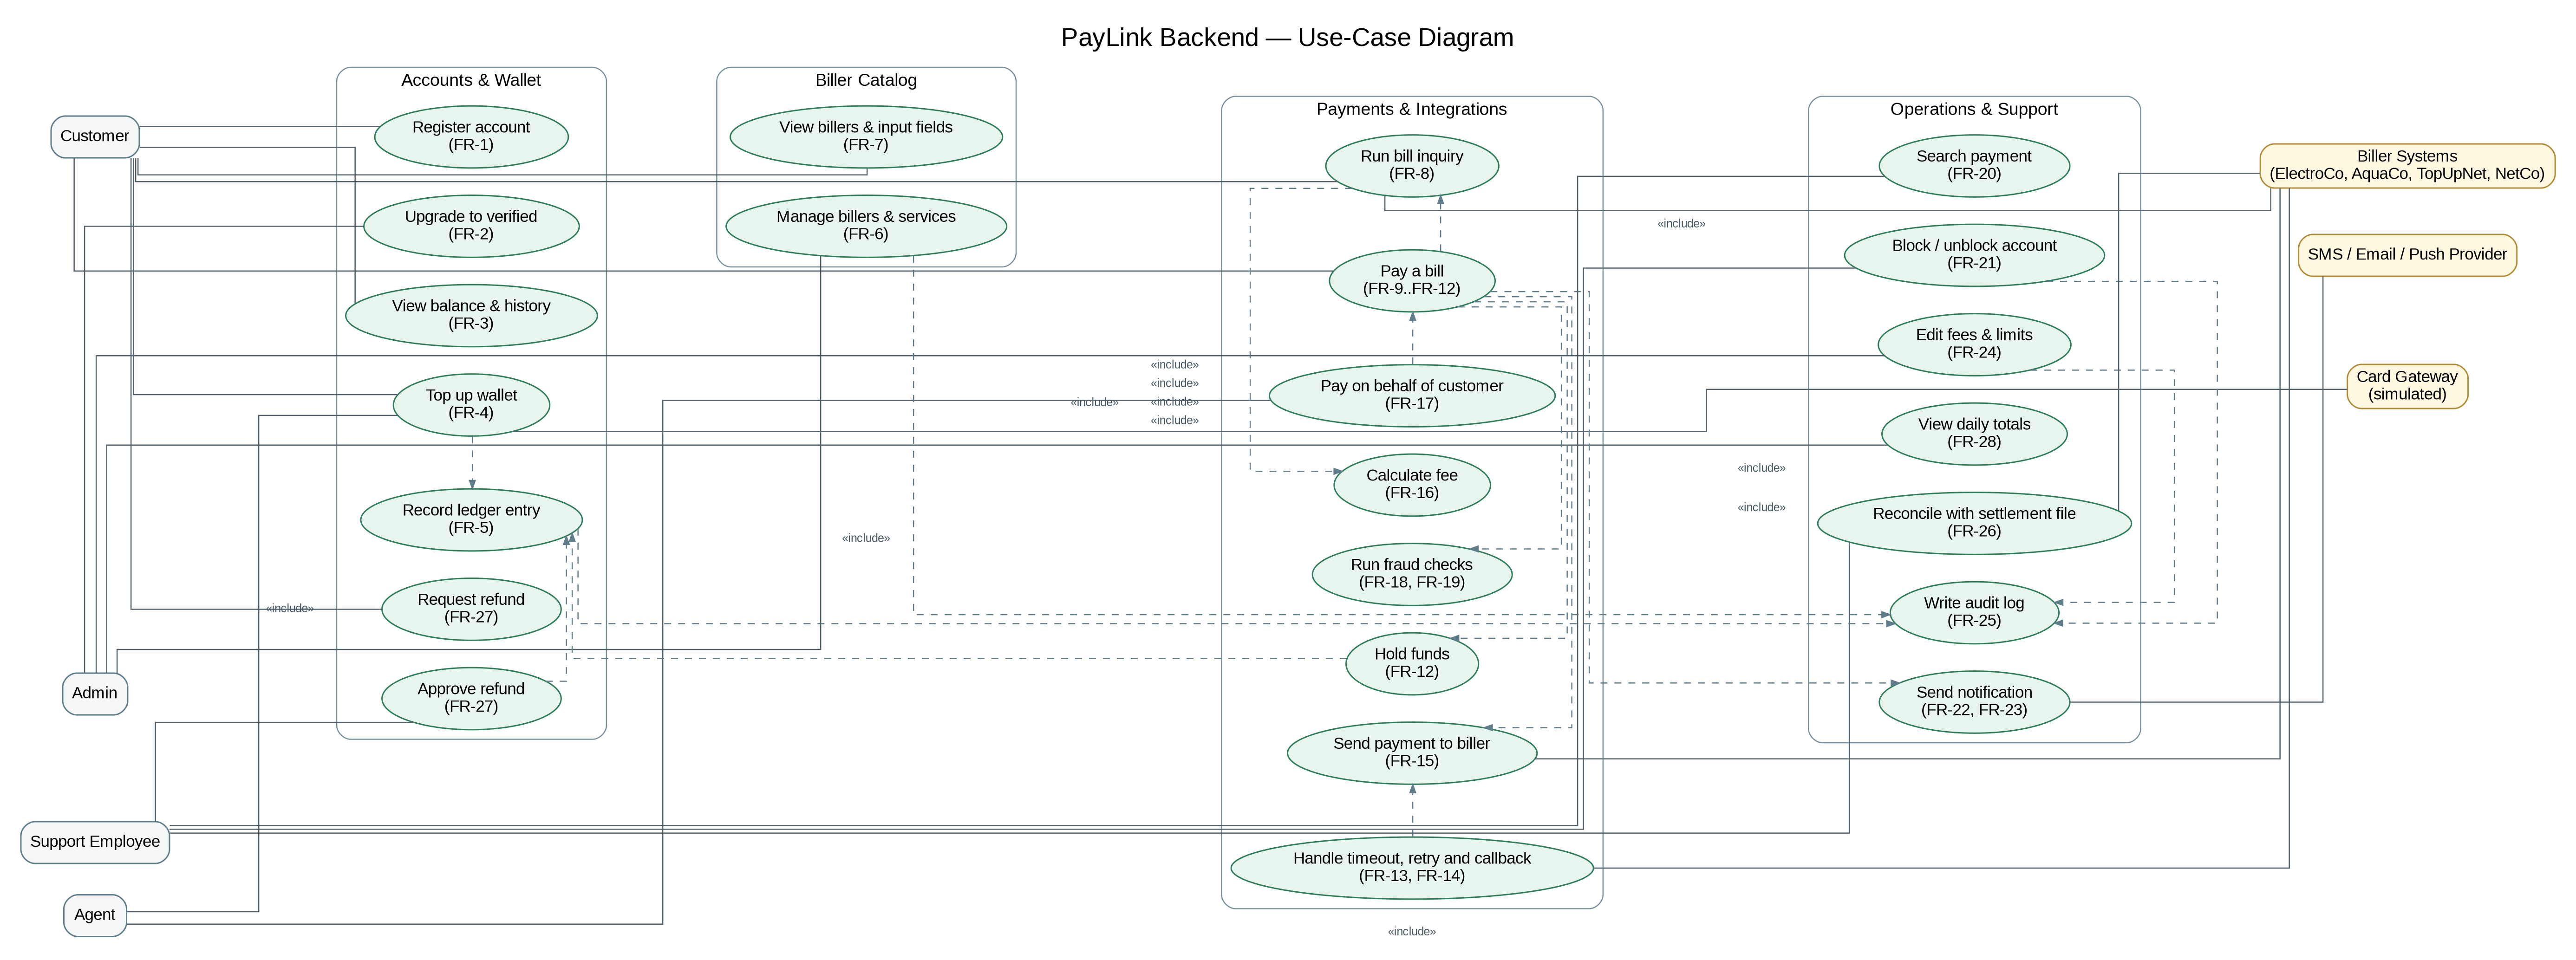 PayLink Backend — Use-Case Diagram
Customer
Admin
Support Employee
Agent
Accounts & Wallet
Register account
(FR-1)
Upgrade to verified
(FR-2)
View balance & history
(FR-3)
Top up wallet
(FR-4)
Record ledger entry
(FR-5)
Request refund
(FR-27)
Approve refund
(FR-27)
«include»
Biller Catalog
View billers & input fields
(FR-7)
Manage billers & services
(FR-6)
«include»
«include»
«include»
«include»
«include»
«include»
Payments & Integrations
Run bill inquiry
(FR-8)
Pay a bill
(FR-9..FR-12)
Pay on behalf of customer
(FR-17)
Calculate fee
(FR-16)
Run fraud checks
(FR-18, FR-19)
Hold funds
(FR-12)
Send payment to biller
(FR-15)
Handle timeout, retry and callback
(FR-13, FR-14)
«include»
«include»
«include»
«include»
Operations & Support
Search payment
(FR-20)
Block / unblock account
(FR-21)
Edit fees & limits
(FR-24)
View daily totals
(FR-28)
Reconcile with settlement file
(FR-26)
Write audit log
(FR-25)
Send notification
(FR-22, FR-23)
Biller Systems
(ElectroCo, AquaCo, TopUpNet, NetCo)
SMS / Email / Push Provider
Card Gateway
(simulated)